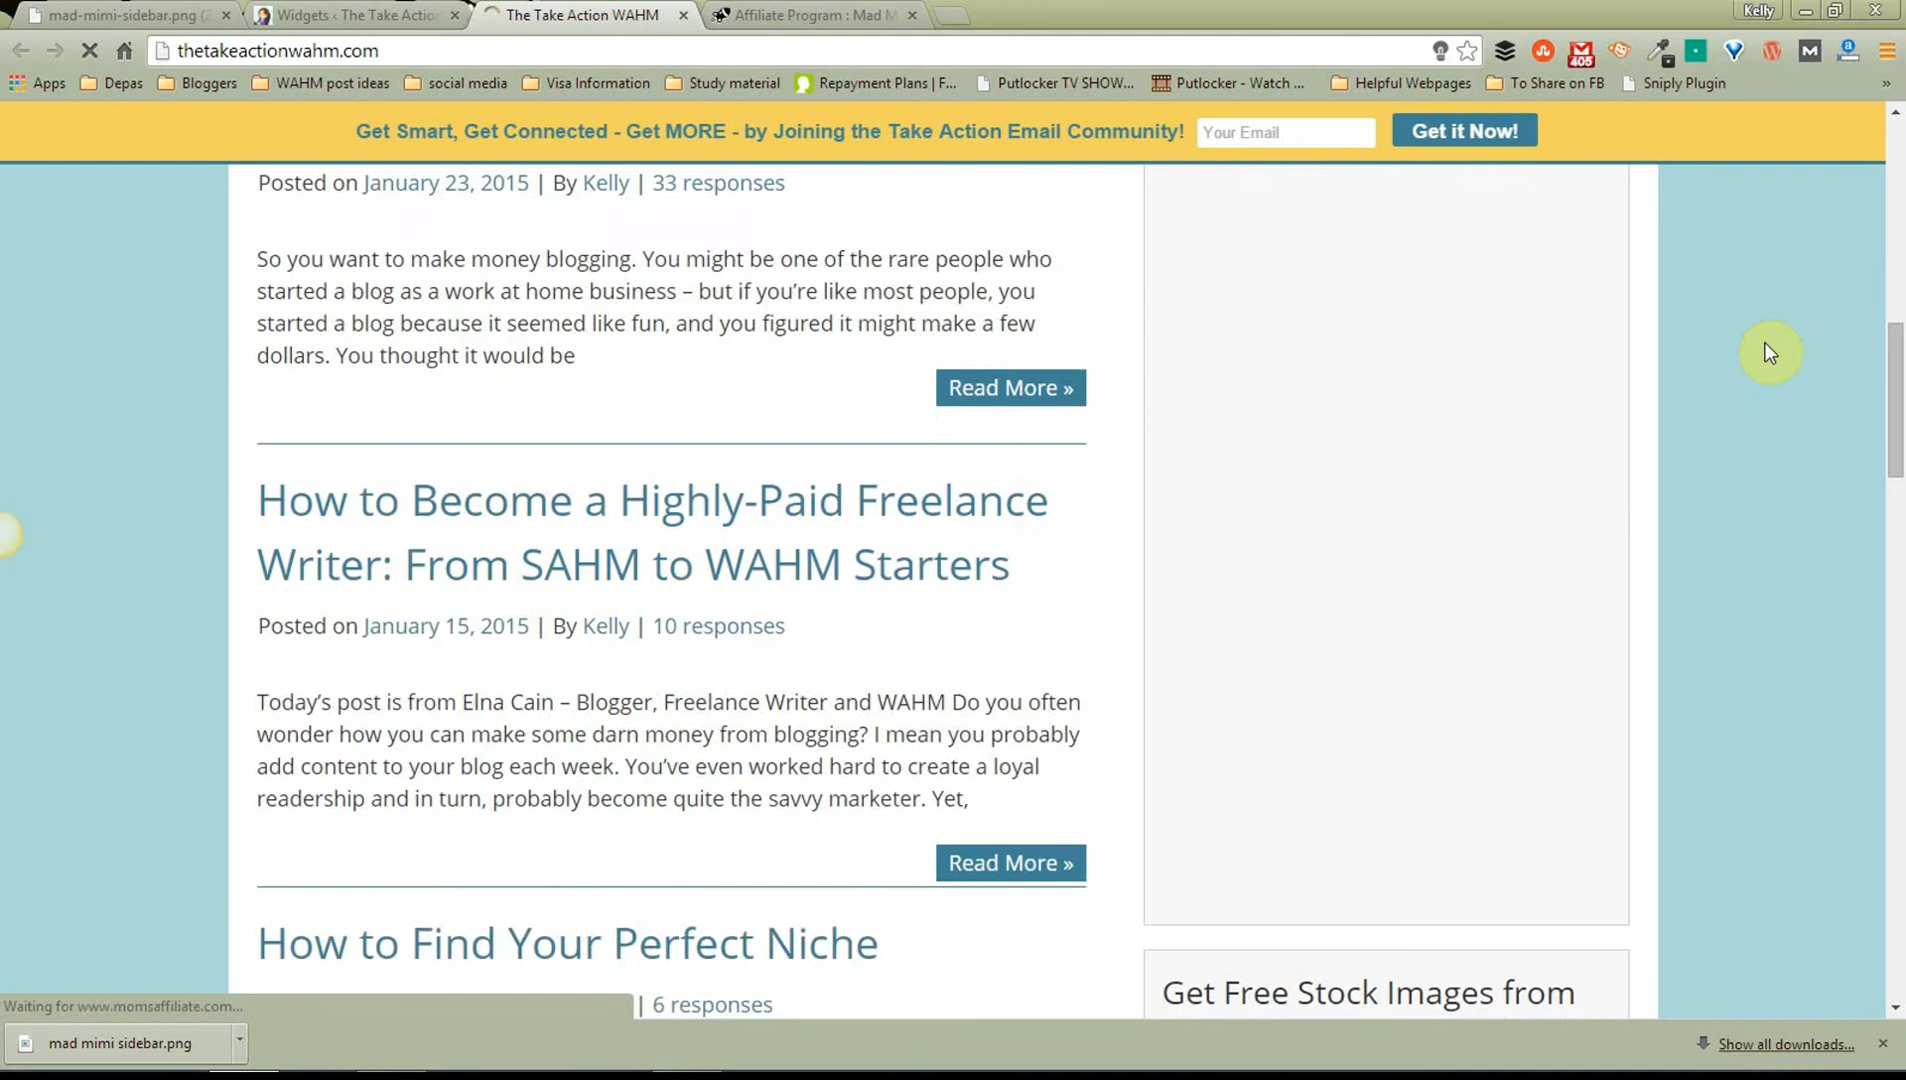 mad-mimi-sidebar.png (2
Widgets ‹ The Take Action
The Take Action WAHM
Affiliate Program : Mad M
Kelly
thetakeactionwahm.com
405
a
M
Apps
Depas
Bloggers
WAHM post ideas
social media
Visa Information
Study material
Repayment Plans | F...
Putlocker TV SHOW...
Putlocker - Watch ...
Helpful Webpages
To Share on FB
Sniply Plugin
»
Get Smart, Get Connected - Get MORE - by Joining the Take Action Email Community!
Your Email
Get it Now!
Posted on January 23, 2015 | By Kelly | 33 responses
So you want to make money blogging. You might be one of the rare people who
started a blog as a work at home business – but if you’re like most people, you
started a blog because it seemed like fun, and you figured it might make a few
dollars. You thought it would be
Read More »
How to Become a Highly-Paid Freelance
Writer: From SAHM to WAHM Starters
Posted on January 15, 2015 | By Kelly | 10 responses
Today’s post is from Elna Cain – Blogger, Freelance Writer and WAHM Do you often
wonder how you can make some darn money from blogging? I mean you probably
add content to your blog each week. You’ve even worked hard to create a loyal
readership and in turn, probably become quite the savvy marketer. Yet,
Read More »
How to Find Your Perfect Niche
| 6 responses
Get Free Stock Images from
Waiting for www.momsaffiliate.com...
mad mimi sidebar.png
Show all downloads...